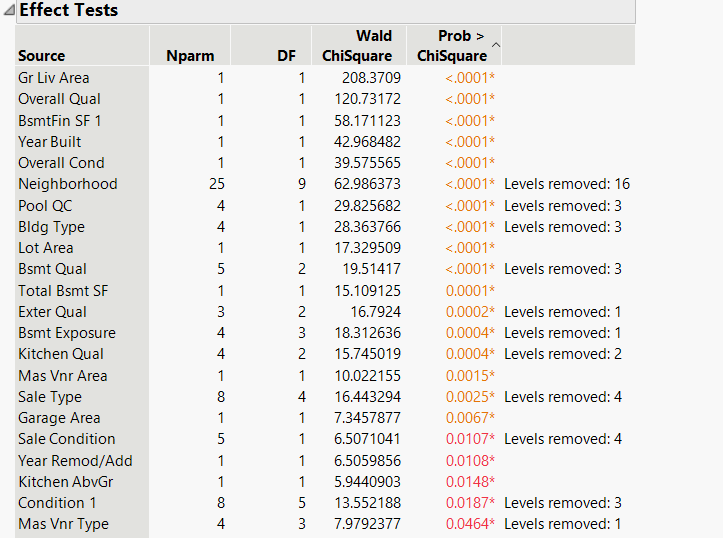 Effect Tests
Wald Prob >
Source Nparm DF ChiSquare ChiSquare
Gr Liv Area 1 1 208.3709 <.0001*
Overall Qual 1 1 120.73172 <.0001*
BsmtFin SF 1 1 1 58.171123 <.0001*
Year Built 1 1 42.968482 <.0001*
Overall Cond 1 1 39.575565 <.0001*
Neighborhood 25 9 62.986373 <.0001* Levels removed: 16
Pool QC 4 1 29.825682 <.0001* Levels removed: 3
Bldg Type 4 1 28.363766 <.0001* Levels removed: 3
Lot Area 1 1 17.329509 <.0001*
Bsmt Qual 5 2 19.51417 <.0001* Levels removed: 3
Total Bsmt SF 1 1 15.109125 0.0001*
Exter Qual 3 2 16.7924 0.0002* Levels removed: 1
Bsmt Exposure 4 3 18.312636 0.0004* Levels removed: 1
Kitchen Qual 4 2 15.745019 0.0004* Levels removed: 2
Mas Vnr Area 1 1 10.022155 0.0015*
Sale Type 8 4 16.443294 0.0025* Levels removed: 4
Garage Area 1 1 7.3457877 0.0067*
Sale Condition 5 1 6.5071041 0.0107* Levels removed: 4
Year Remod/Add 1 1 6.5059856 0.0108*
Kitchen AbvGr 1 1 5.9440903 0.0148*
Condition 1 8 5 13.552188 0.0187* Levels removed: 3
Mas Vnr Type 4 3 7.9792377 0.0464* Levels removed: 1